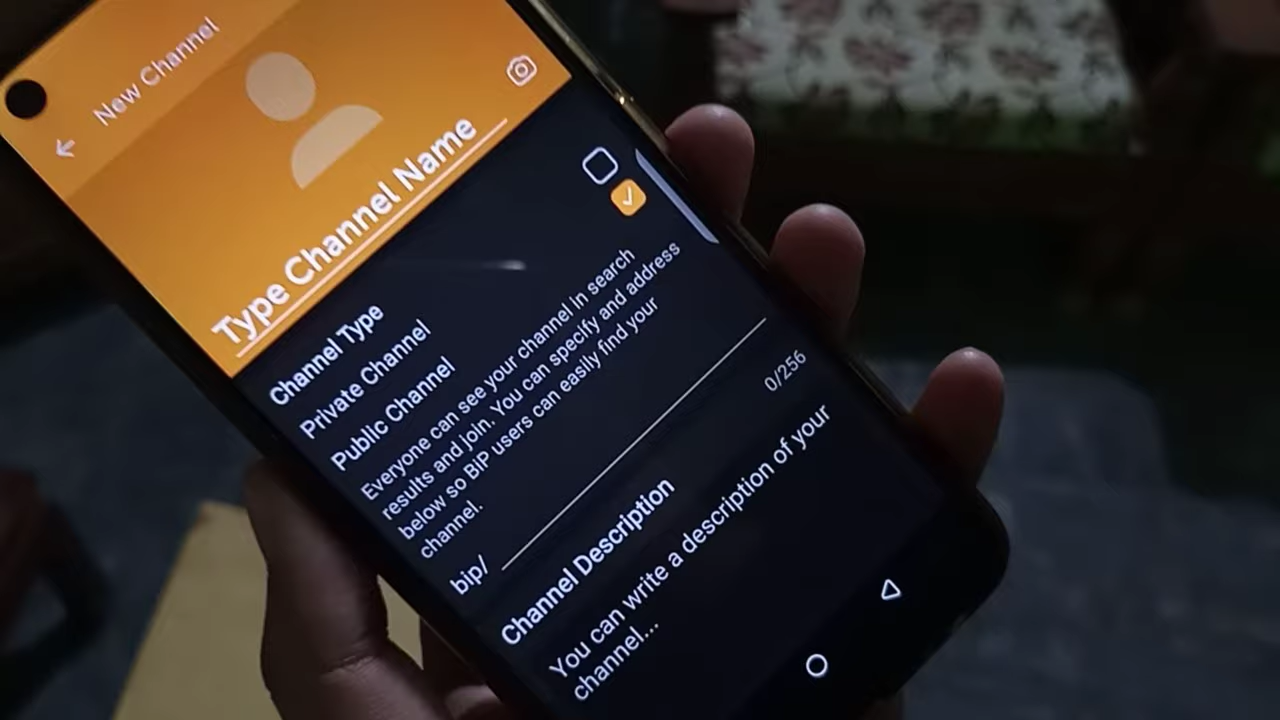 New Channel
Type Channel Name
Channel Type
Private Channel
Public Channel
Everyone can see your channel in search
results and join. You can specify and address
below so BIP users can easily find your
channel.
bip/
0/256
Channel Description
You can write a description of your
channel...